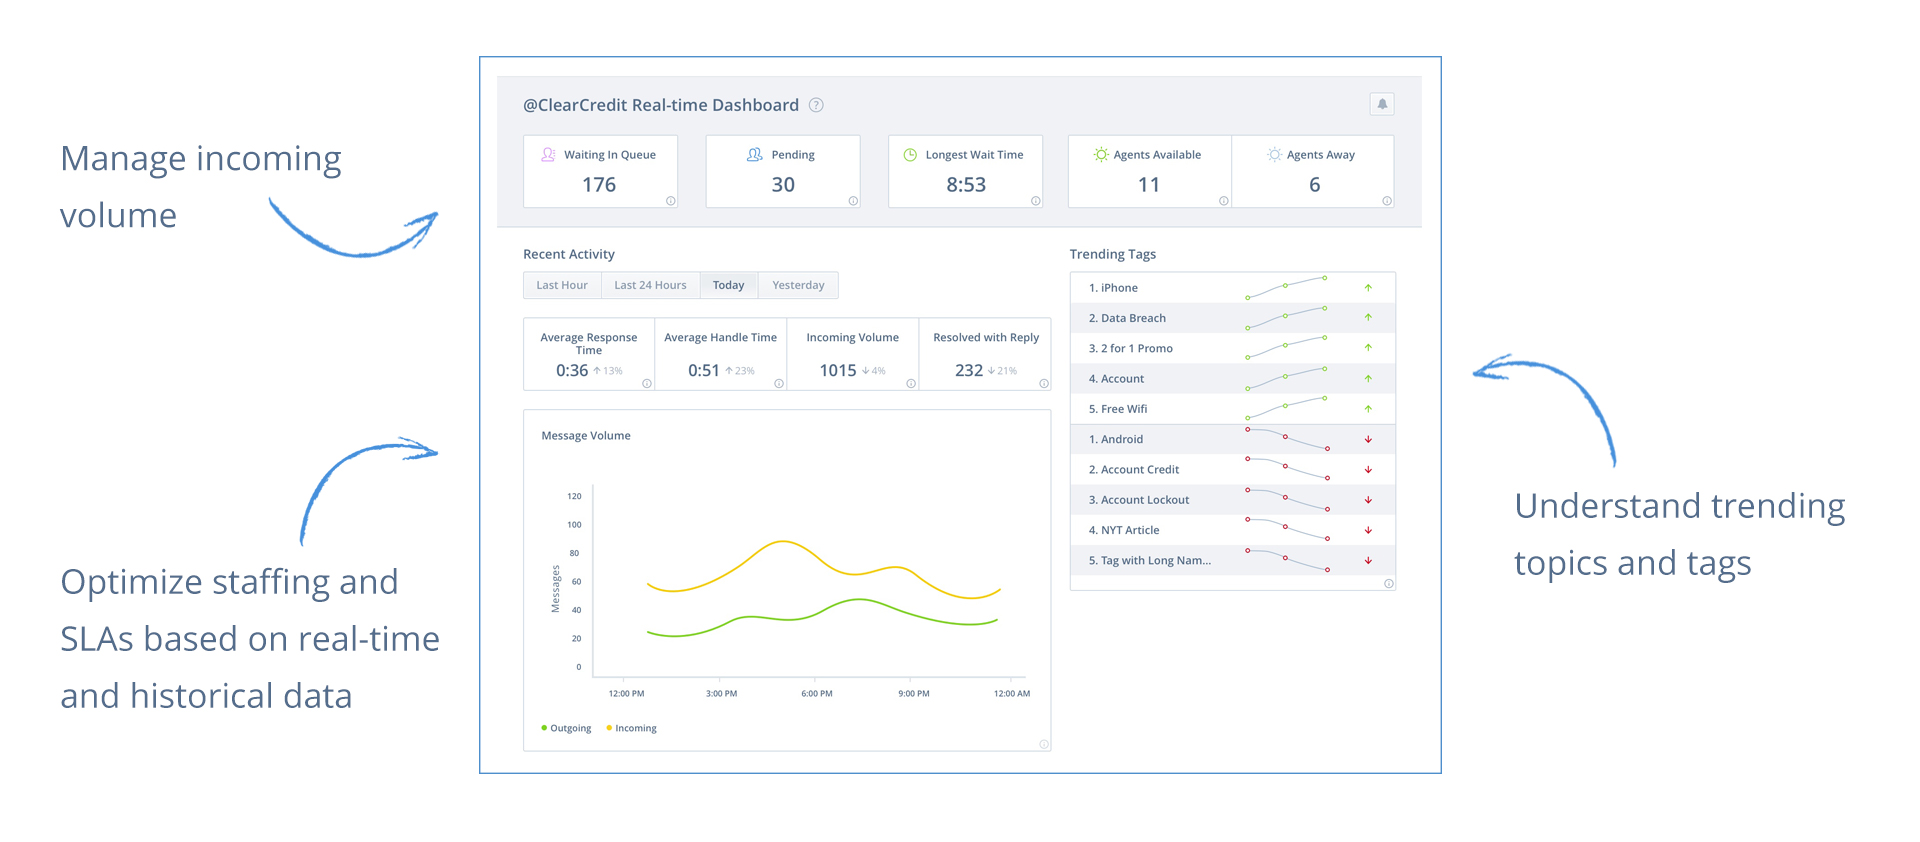 Manage incoming
volume
Optimize staffing and
SLAs based on real-time
and historical data
@ClearCredit Real-time Dashboard ?
Waiting In Queue
176
Pending
30
Longest Wait Time
8:53
Agents Available
11
Agents Away
6
Recent Activity
Last Hour
Last 24 Hours
Today
Yesterday
Average Response
Time
0:36 ↑ 13%
Average Handle Time
0:51 ↑ 23%
Incoming Volume
1015 ↓ 4%
Resolved with Reply
232 ↓ 21%
Message Volume
Messages
120
100
80
60
40
20
0
12:00 PM
3:00 PM
6:00 PM
9:00 PM
12:00 AM
Outgoing
Incoming
Trending Tags
1. iPhone
2. Data Breach
3. 2 for 1 Promo
4. Account
5. Free Wifi
1. Android
2. Account Credit
3. Account Lockout
4. NYT Article
5. Tag with Long Nam...
Understand trending
topics and tags